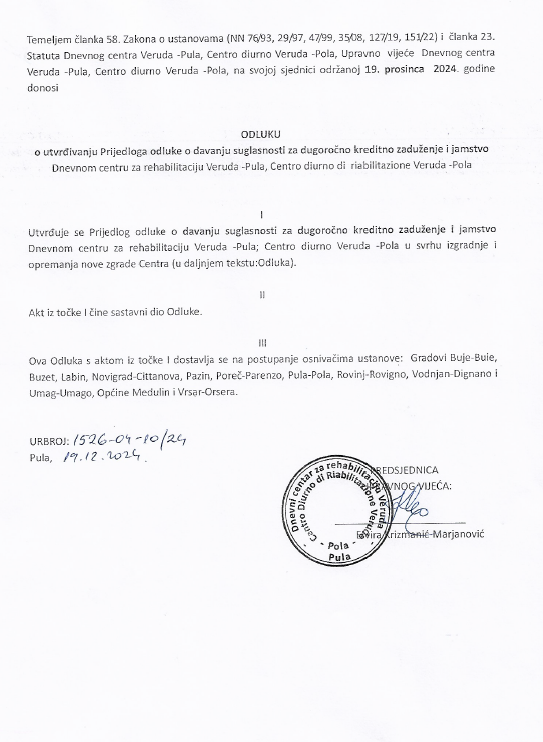 Temeljem članka 58. Zakona o ustanovama (NN 76/93, 29/97, 47/99, 35/08, 127/19, 151/22) i članka 23.
Statuta Dnevnog centra Veruda -Pula, Centro diurno Veruda -Pola, Upravno vijeće Dnevnog centra
Veruda -Pula, Centro diurno Veruda -Pola, na svojoj sjednici održanoj 19. prosinca 2024. godine
donosi
ODLUKU
o utvrđivanju Prijedloga odluke o davanju suglasnosti za dugoročno kreditno zaduženje i jamstvo
Dnevnom centru za rehabilitaciju Veruda -Pula, Centro diurno di riabilitazione Veruda -Pola
I
Utvrđuje se Prijedlog odluke o davanju suglasnosti za dugoročno kreditno zaduženje i jamstvo
Dnevnom centru za rehabilitaciju Veruda -Pula; Centro diurno Veruda -Pola u svrhu izgradnje i
opremanja nove zgrade Centra (u daljnjem tekstu:Odluka).
II
Akt iz točke I čine sastavni dio Odluke.
III
Ova Odluka s aktom iz točke I dostavlja se na postupanje osnivačima ustanove: Gradovi Buje-Buie,
Buzet, Labin, Novigrad-Cittanova, Pazin, Poreč-Parenzo, Pula-Pola, Rovinj-Rovigno, Vodnjan-Dignano i
Umag-Umago, Općine Medulin i Vrsar-Orsera.
URBROJ: 1526-04-10/24
Pula, 19.12.2024.
REDSJEDNICA
VNOG VIJEĆA:
Krizmanić-Marjanović
Dnevni centar za rehabilitaciju Veruda
Centro Diurno di Riabilitazione Veruda
- Pola -
Pula